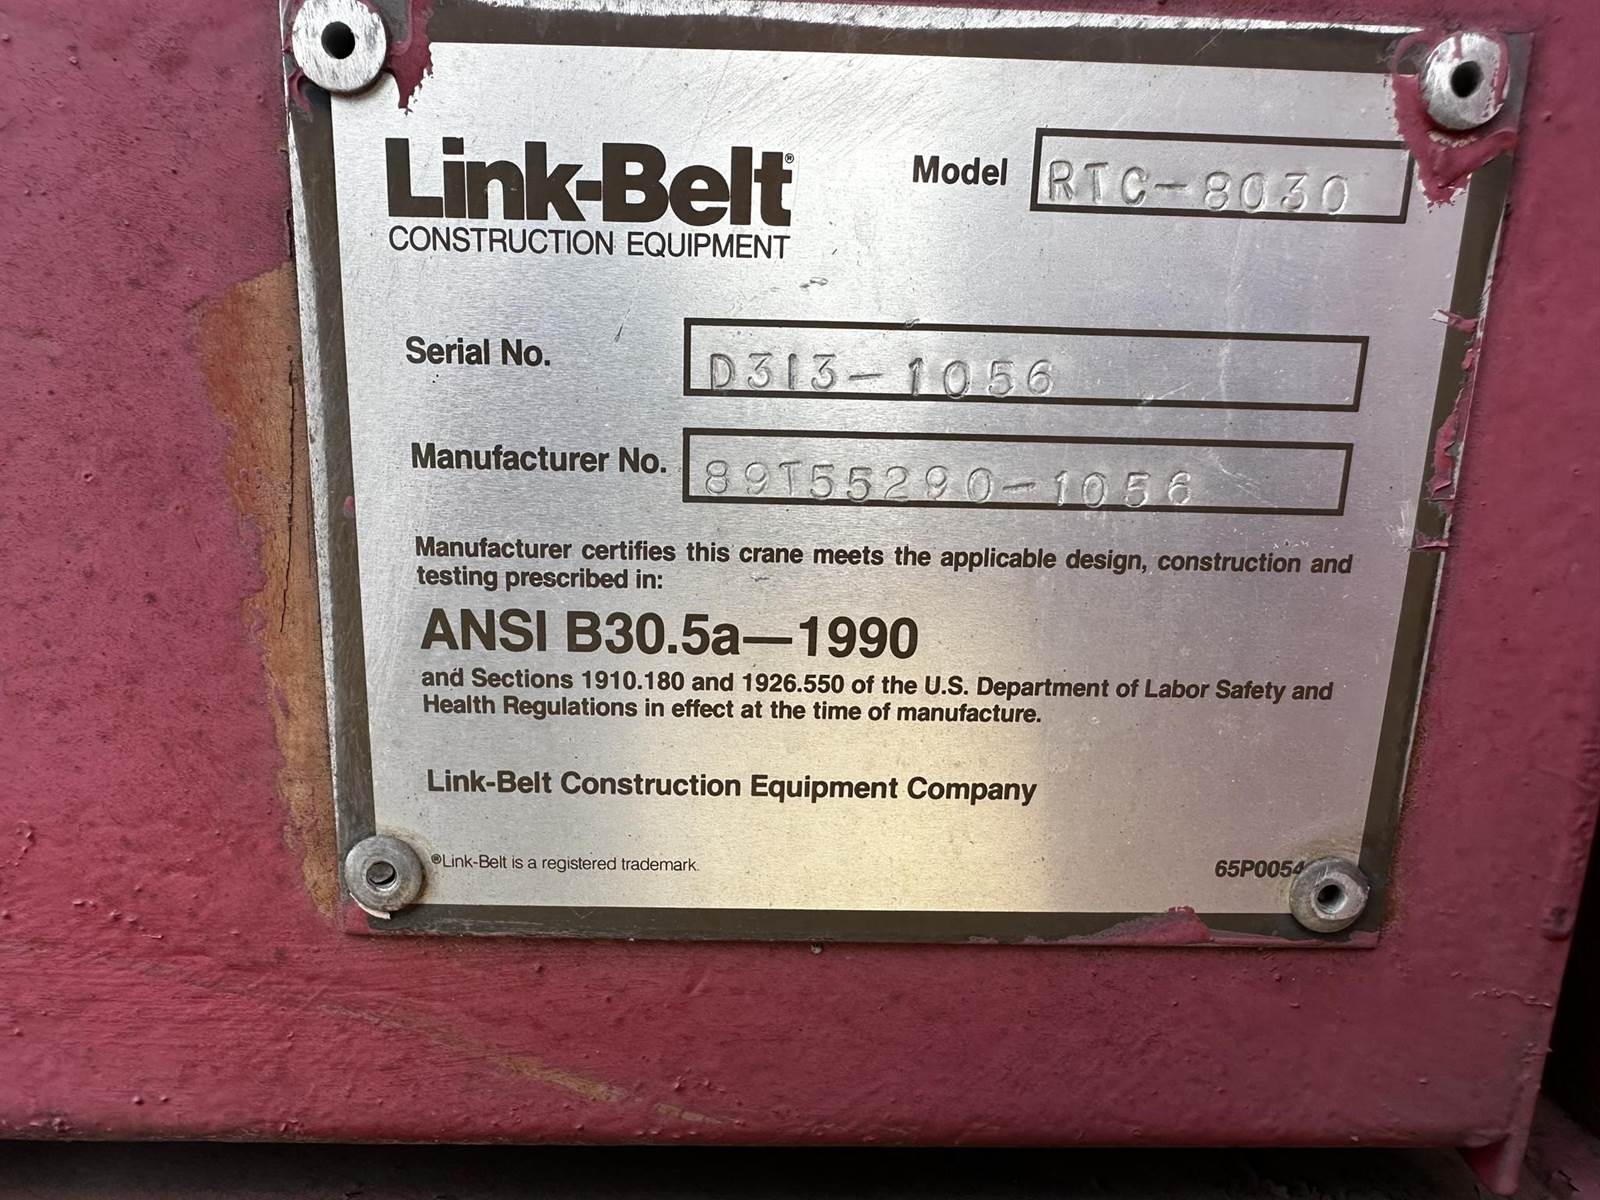 Link-Belt®
CONSTRUCTION EQUIPMENT
Model RTC-8030
Serial No. D313-1056
Manufacturer No. 89T55290-1056
Manufacturer certifies this crane meets the applicable design, construction and
testing prescribed in:
ANSI B30.5a—1990
and Sections 1910.180 and 1926.550 of the U.S. Department of Labor Safety and
Health Regulations in effect at the time of manufacture.
Link-Belt Construction Equipment Company
®Link-Belt is a registered trademark.
65P0054